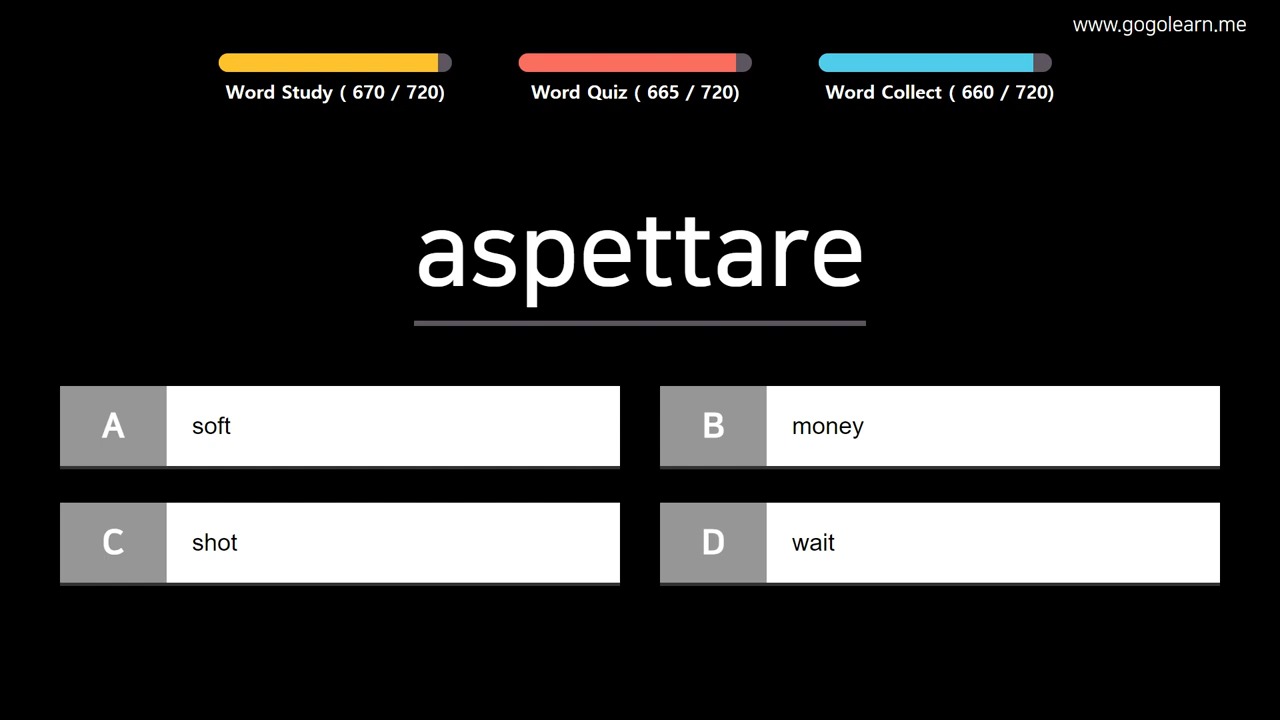 www.gogolearn.me
Word Study ( 670 / 720)
Word Quiz ( 665 / 720)
Word Collect ( 660 / 720)
aspettare
A soft
B money
C shot
D wait